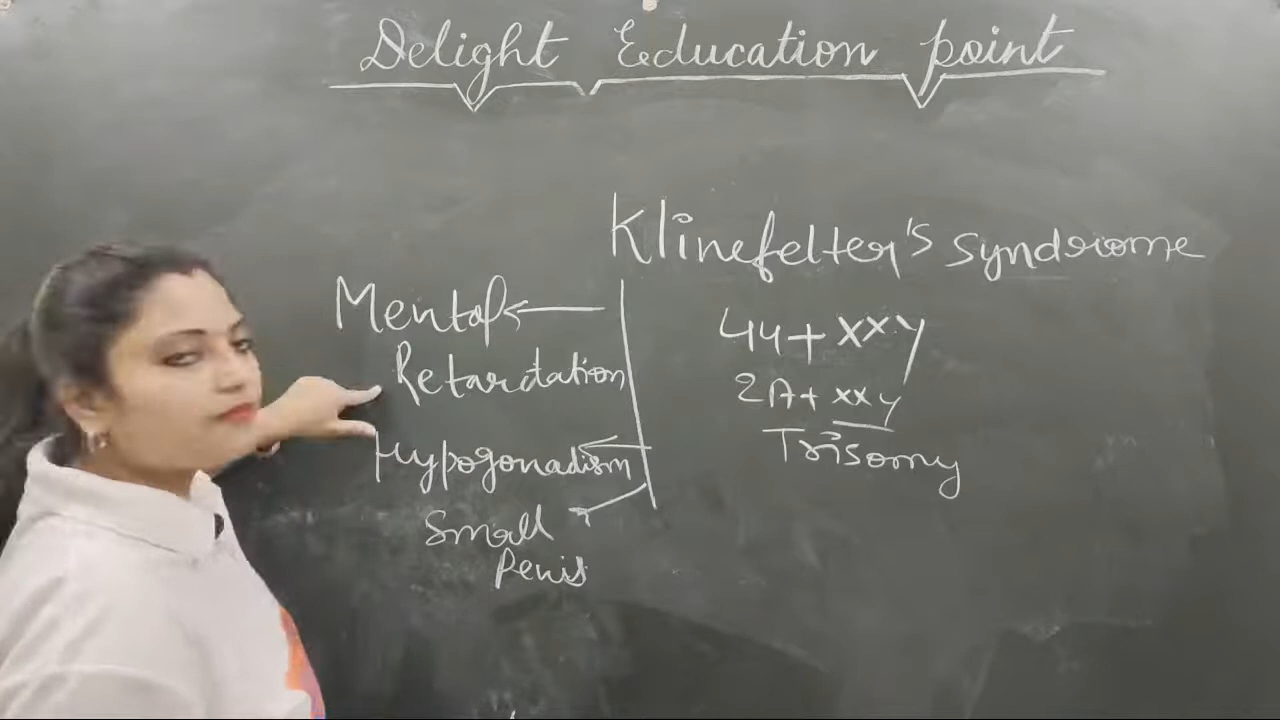 Delight Education point
Klinefelter's Syndrome
Mental
Retardation
Hypogonadism
Small
Penis
44+xxy
2A+xxy
Trisomy